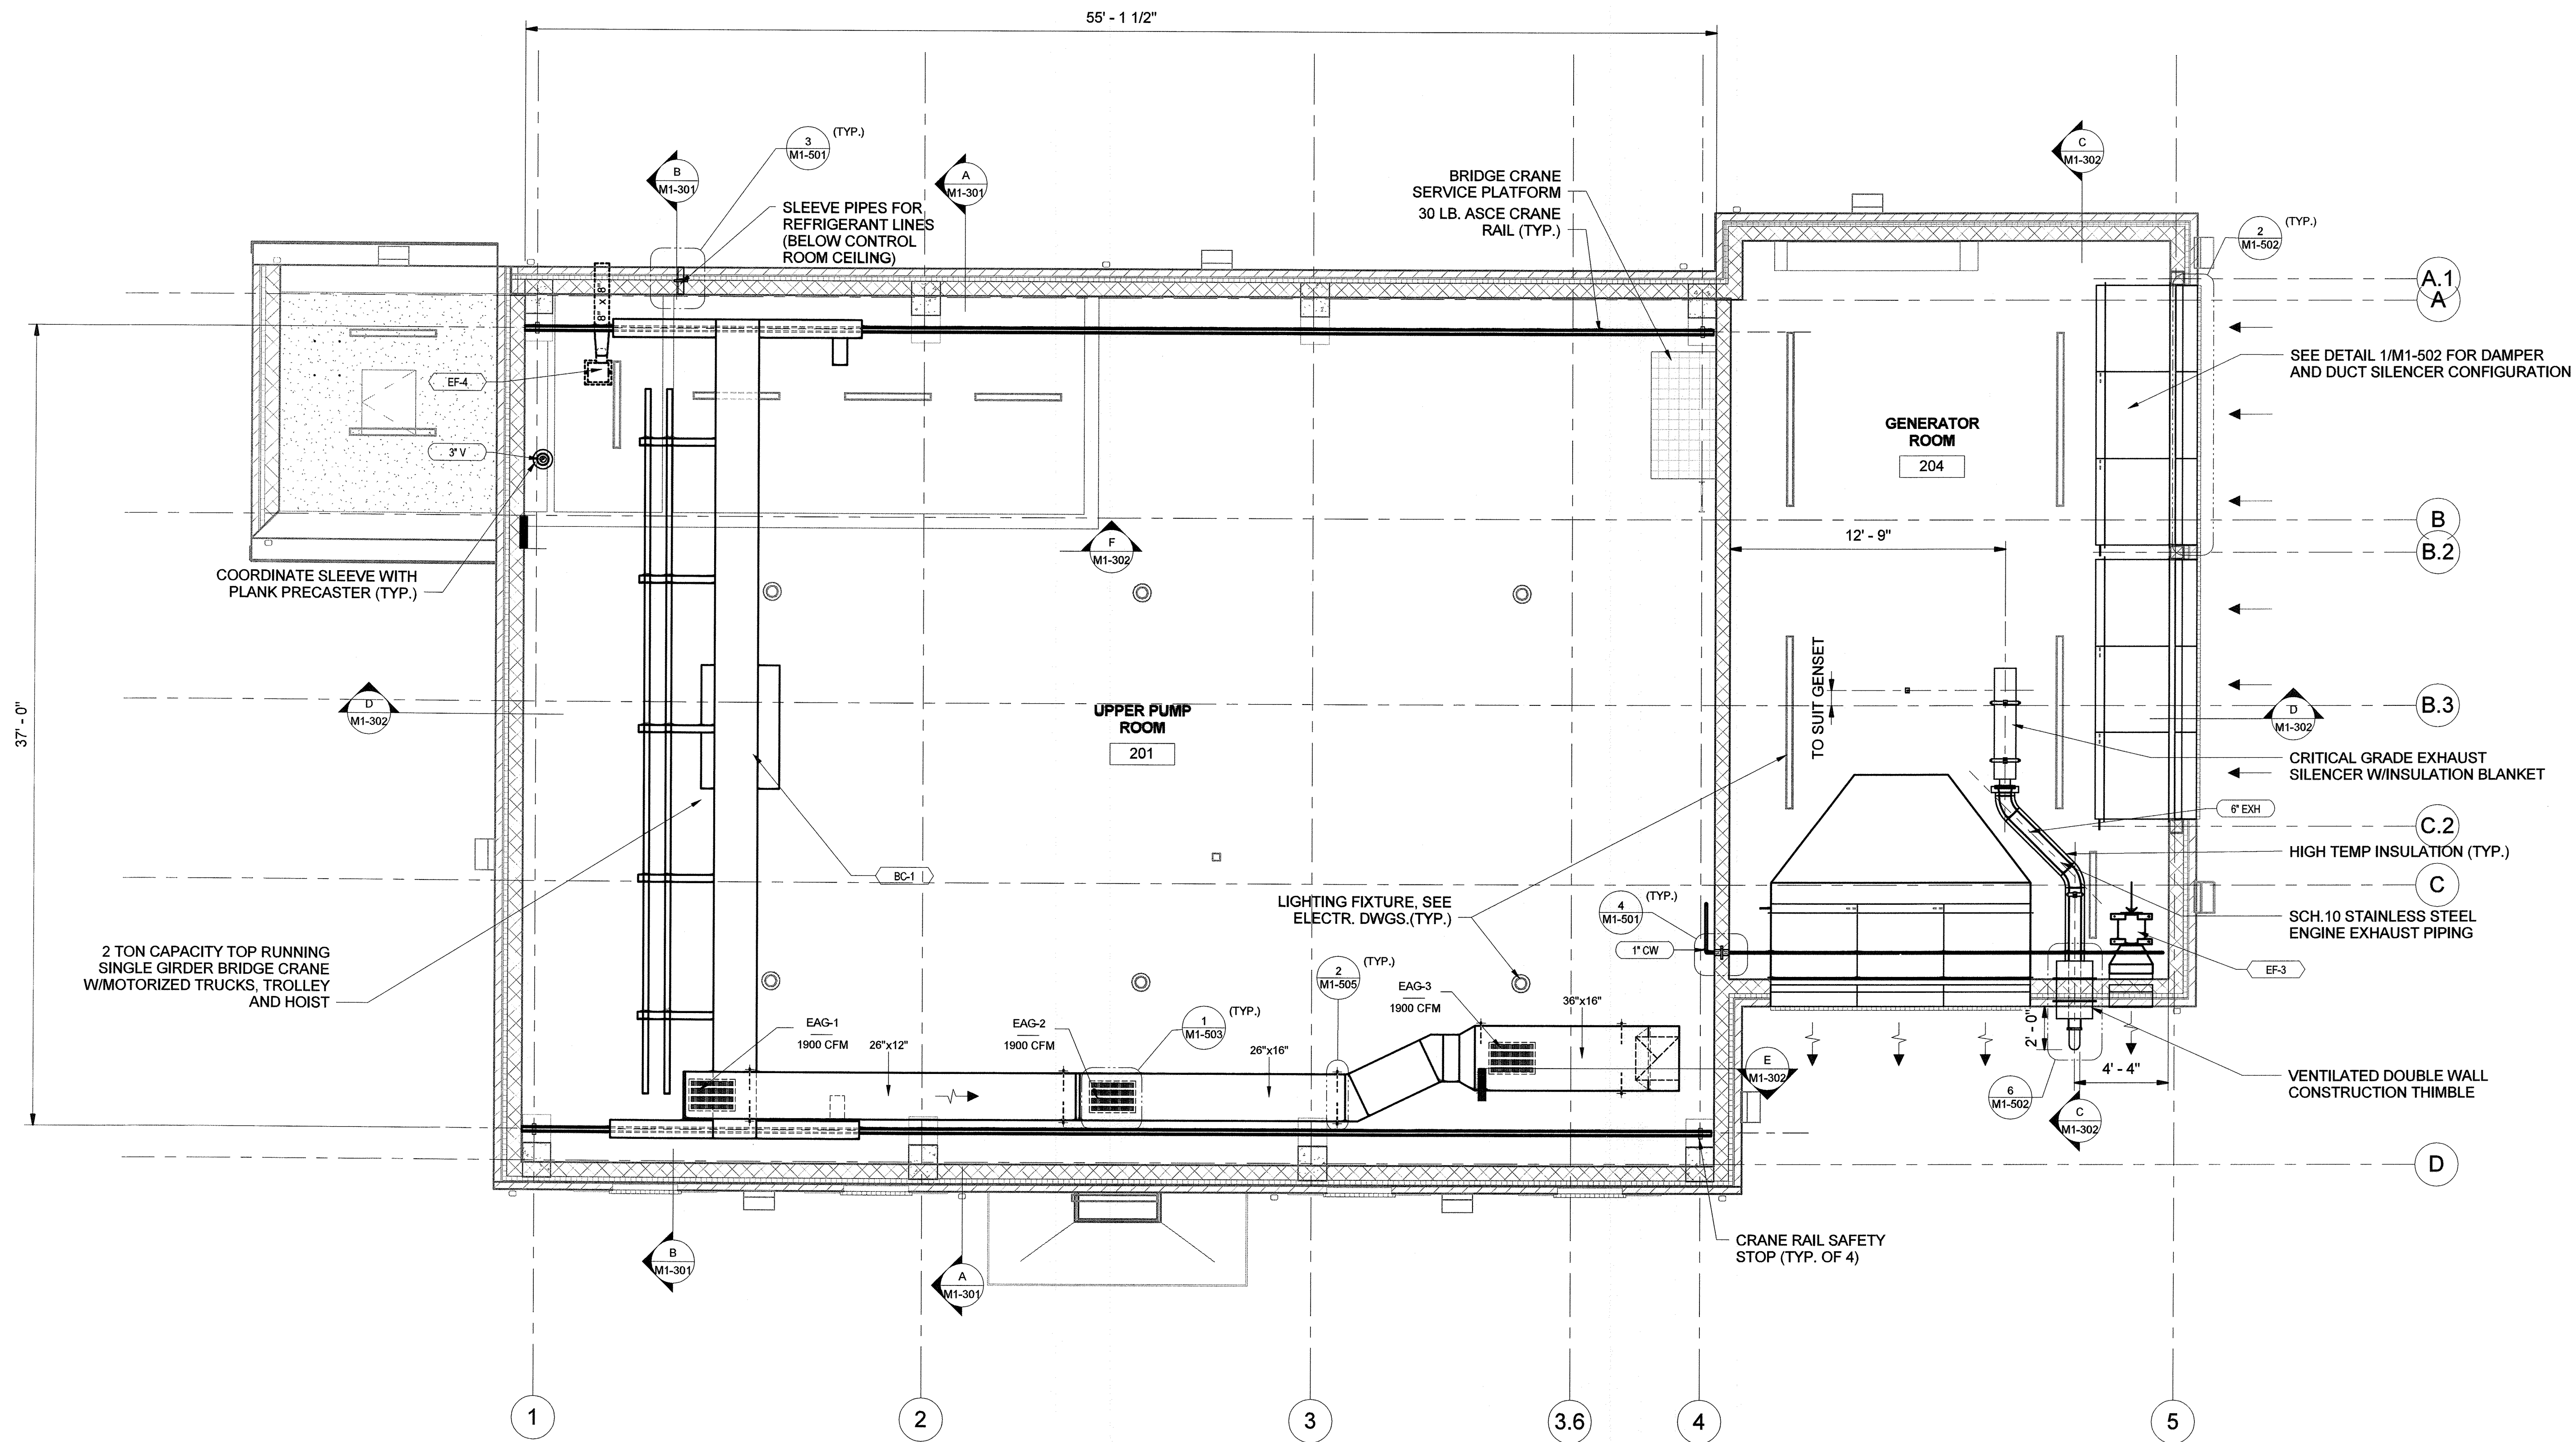 55' - 1 1/2"
3
M1-501
(TYP.)
B
M1-301
A
M1-301
C
M1-302
SLEEVE PIPES FOR
REFRIGERANT LINES
(BELOW CONTROL
ROOM CEILING)
BRIDGE CRANE
SERVICE PLATFORM
30 LB. ASCE CRANE
RAIL (TYP.)
2
M1-502
(TYP.)
A.1
A
8" x 8"
EF-4
3" V
SEE DETAIL 1/M1-502 FOR DAMPER
AND DUCT SILENCER CONFIGURATION
GENERATOR
ROOM
204
B
B.2
12' - 9"
F
M1-302
COORDINATE SLEEVE WITH
PLANK PRECASTER (TYP.)
37' - 0"
D
M1-302
UPPER PUMP
ROOM
201
TO SUIT GENSET
B.3
D
M1-302
CRITICAL GRADE EXHAUST
SILENCER W/INSULATION BLANKET
6" EXH
C.2
HIGH TEMP INSULATION (TYP.)
BC-1
C
LIGHTING FIXTURE, SEE
ELECTR. DWGS.(TYP.)
4
M1-501
(TYP.)
1" CW
SCH.10 STAINLESS STEEL
ENGINE EXHAUST PIPING
EF-3
2 TON CAPACITY TOP RUNNING
SINGLE GIRDER BRIDGE CRANE
W/MOTORIZED TRUCKS, TROLLEY
AND HOIST
2
M1-505
(TYP.)
EAG-1
1900 CFM
26"x12"
EAG-2
1900 CFM
1
M1-503
(TYP.)
26"x16"
EAG-3
1900 CFM
36"x16"
E
M1-302
2' - 0"
4' - 4"
6
M1-502
C
M1-302
VENTILATED DOUBLE WALL
CONSTRUCTION THIMBLE
D
B
M1-301
A
M1-301
CRANE RAIL SAFETY
STOP (TYP. OF 4)
1
2
3
3.6
4
5